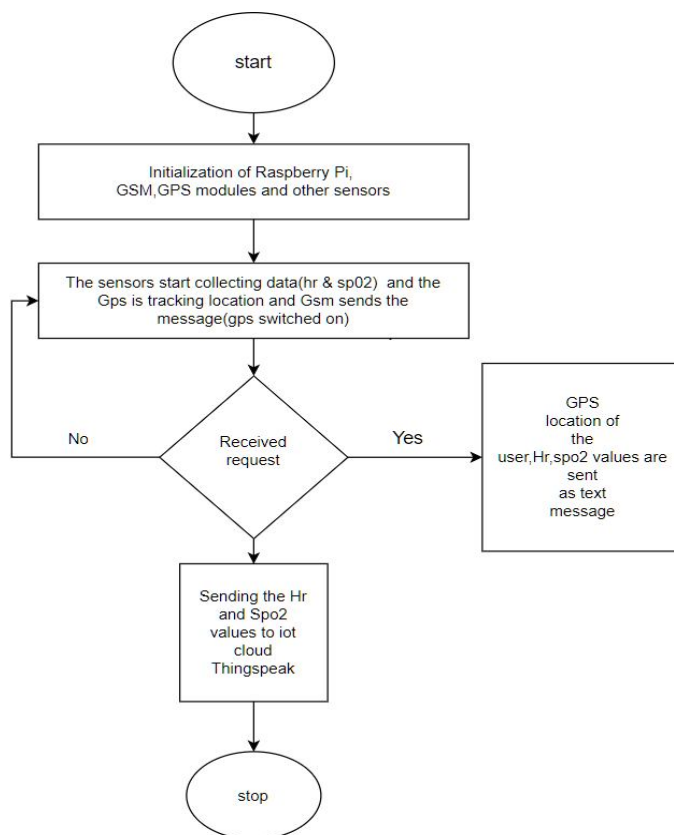 start
Initialization of Raspberry Pi,
GSM,GPS modules and other sensors
The sensors start collecting data(hr & sp02) and the
Gps is tracking location and Gsm sends the
message(gps switched on)
No
Received
request
Yes
GPS
location of
the
user,Hr,spo2 values are
sent
as text
message
Sending the Hr
and Spo2
values to iot
cloud
Thingspeak
stop